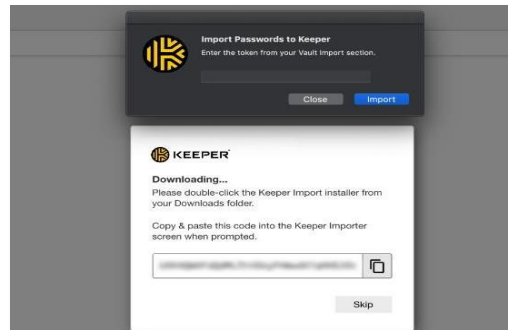 Import Passwords to Keeper
Enter the token from your Vault Import section.
Close
Import
KEEPER
Downloading...
Please double-click the Keeper Import installer from
your Downloads folder.
Copy & paste this code into the Keeper Importer
screen when prompted.
Skip